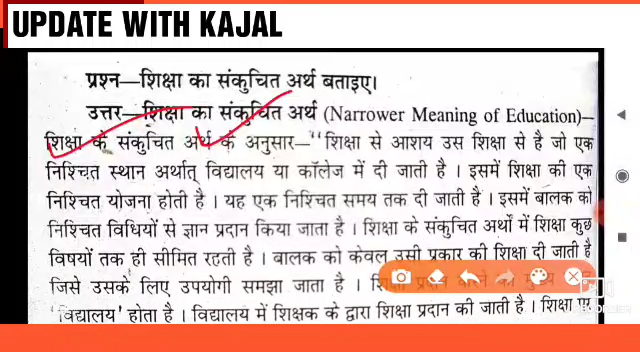 UPDATE WITH KAJAL
प्रश्न—शिक्षा का संकुचित अर्थ बताइए।
उत्तर—शिक्षा का संकुचित अर्थ (Narrower Meaning of Education)—
शिक्षा के संकुचित अर्थ के अनुसार—“शिक्षा से आशय उस शिक्षा से है जो एक
निश्चित स्थान अर्थात् विद्यालय या कॉलेज में दी जाती है। इसमें शिक्षा की एक
निश्चित योजना होती है। यह एक निश्चित समय तक दी जाती है। इसमें बालक को
निश्चित विधियों से ज्ञान प्रदान किया जाता है। शिक्षा के संकुचित अर्थों में शिक्षा कुछ
विषयों तक ही सीमित रहती है। बालक को केवल उसी प्रकार की शिक्षा दी जाती है
जिसे उसके लिए उपयोगी समझा जाता है। शिक्षा प्रदान
‘विद्यालय’ होता है। विद्यालय में शिक्षक के द्वारा शिक्षा प्रदान की जाती है। शिक्षा